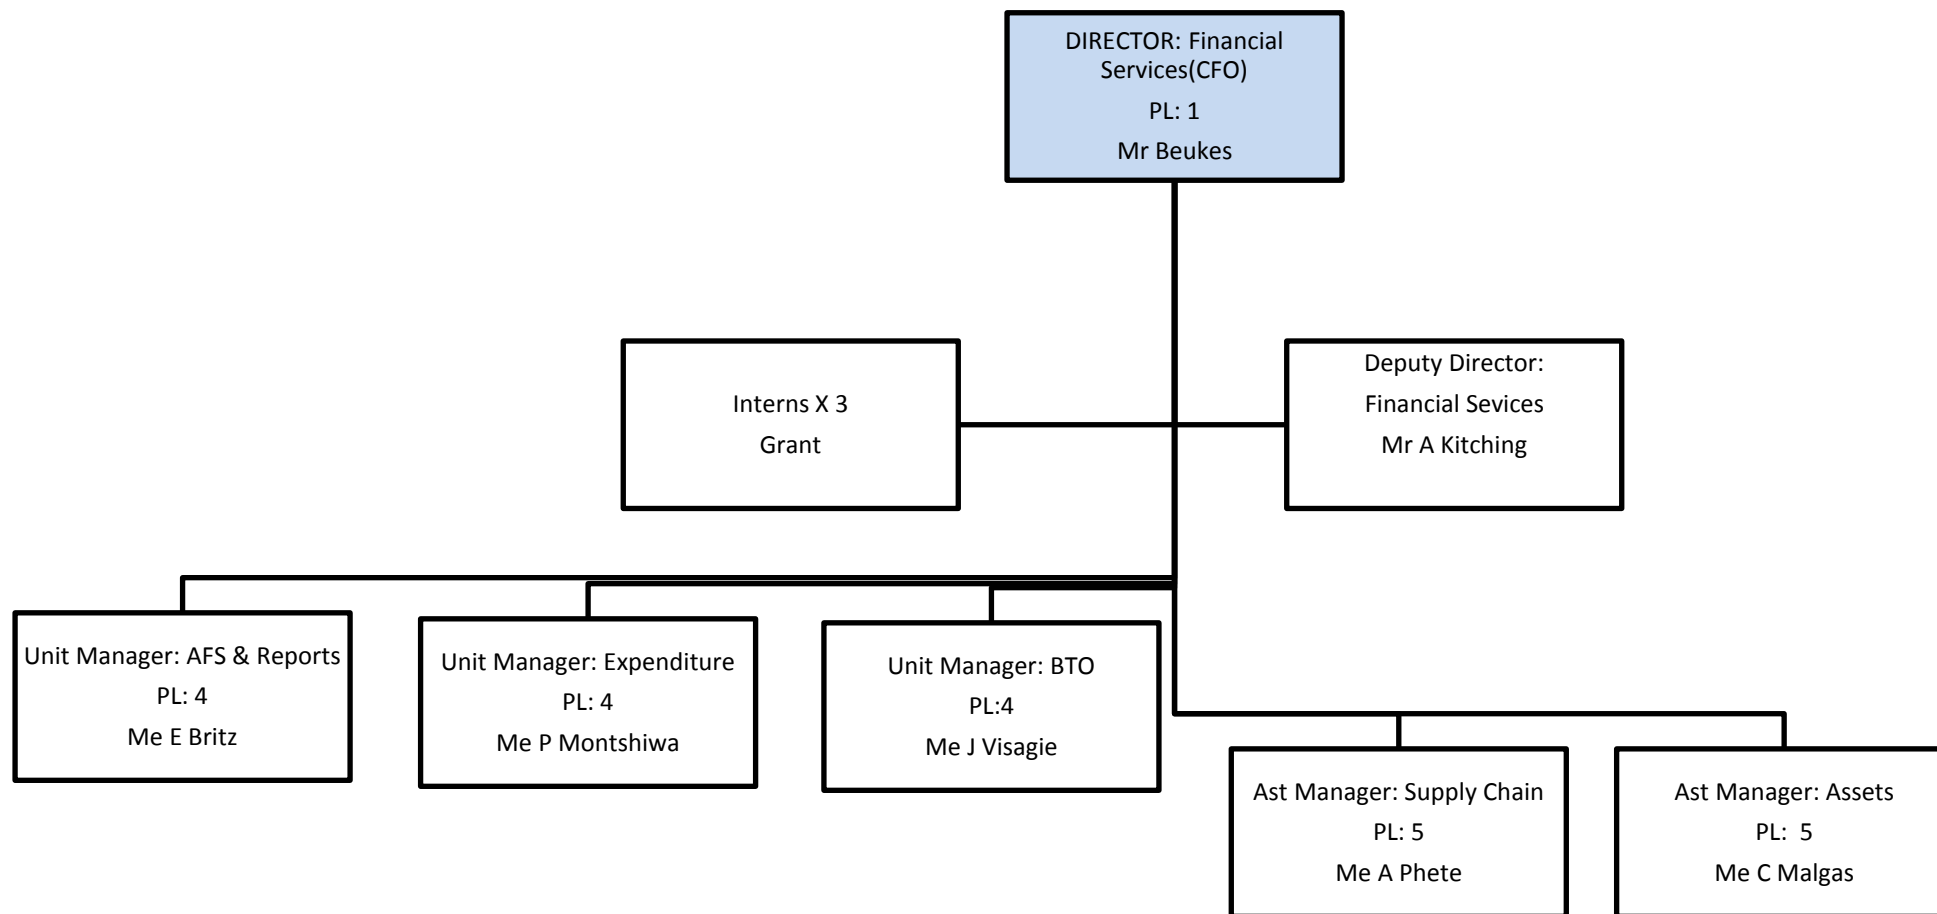 DIRECTOR: Financial
Services(CFO)
PL: 1
Mr Beukes
Interns X 3
Grant
Deputy Director:
Financial Sevices
Mr A Kitching
Unit Manager: AFS & Reports
PL: 4
Me E Britz
Unit Manager: Expenditure
PL: 4
Me P Montshiwa
Unit Manager: BTO
PL:4
Me J Visagie
Ast Manager: Supply Chain
PL: 5
Me A Phete
Ast Manager: Assets
PL:  5
Me C Malgas